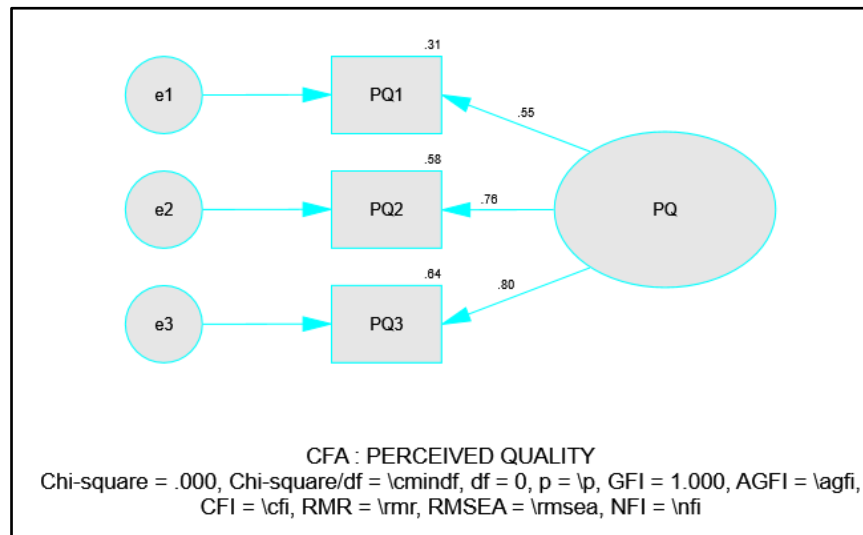 .31
e1
PQ1
.55
.58
e2
PQ2
.76
PQ
.64
e3
PQ3
.80
CFA : PERCEIVED QUALITY
Chi-square = .000, Chi-square/df = \cmindf, df = 0, p = \p, GFI = 1.000, AGFI = \agfi,
CFI = \cfi, RMR = \rmr, RMSEA = \rmsea, NFI = \nfi